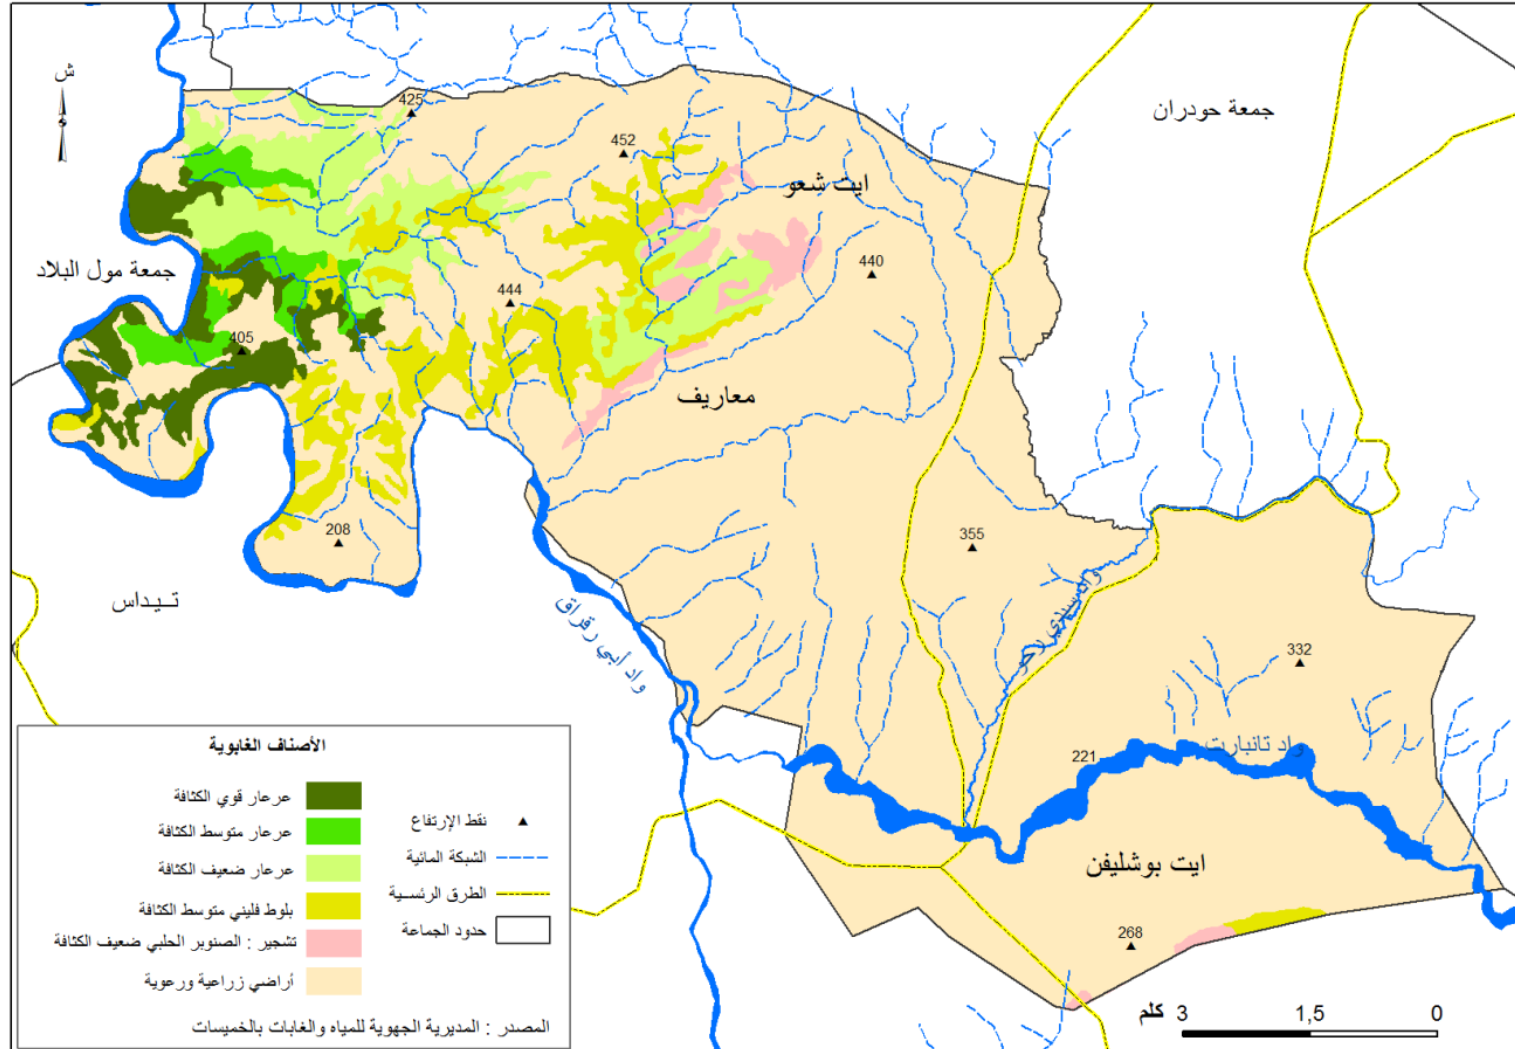 ش
425
جمعة حودران
452
ايت شعو
جمعة مول البلاد
440
444
405
معاريف
208
355
تـيـداس
واد أبي رقراق
332
واد تانبارت
221
ايت بوشليفن
268
الأصناف الغابوية
عرعار قوي الكثافة
عرعار متوسط الكثافة
عرعار ضعيف الكثافة
بلوط فليني متوسط الكثافة
تشجير : الصنوبر الحلبي ضعيف الكثافة
أراضي زراعية ورعوية
نقط الإرتفاع
الشبكة المائية
الطرق الرئسـية
حدود الجماعة
المصدر : المديرية الجهوية للمياه والغابات بالخميسات
كلم 3 1,5 0